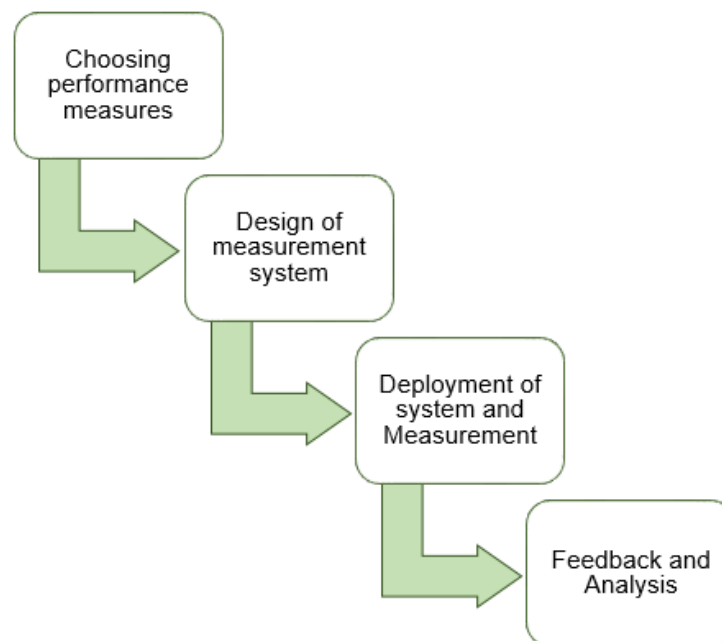 Choosing
performance
measures
Design of
measurement
system
Deployment of
system and
Measurement
Feedback and
Analysis